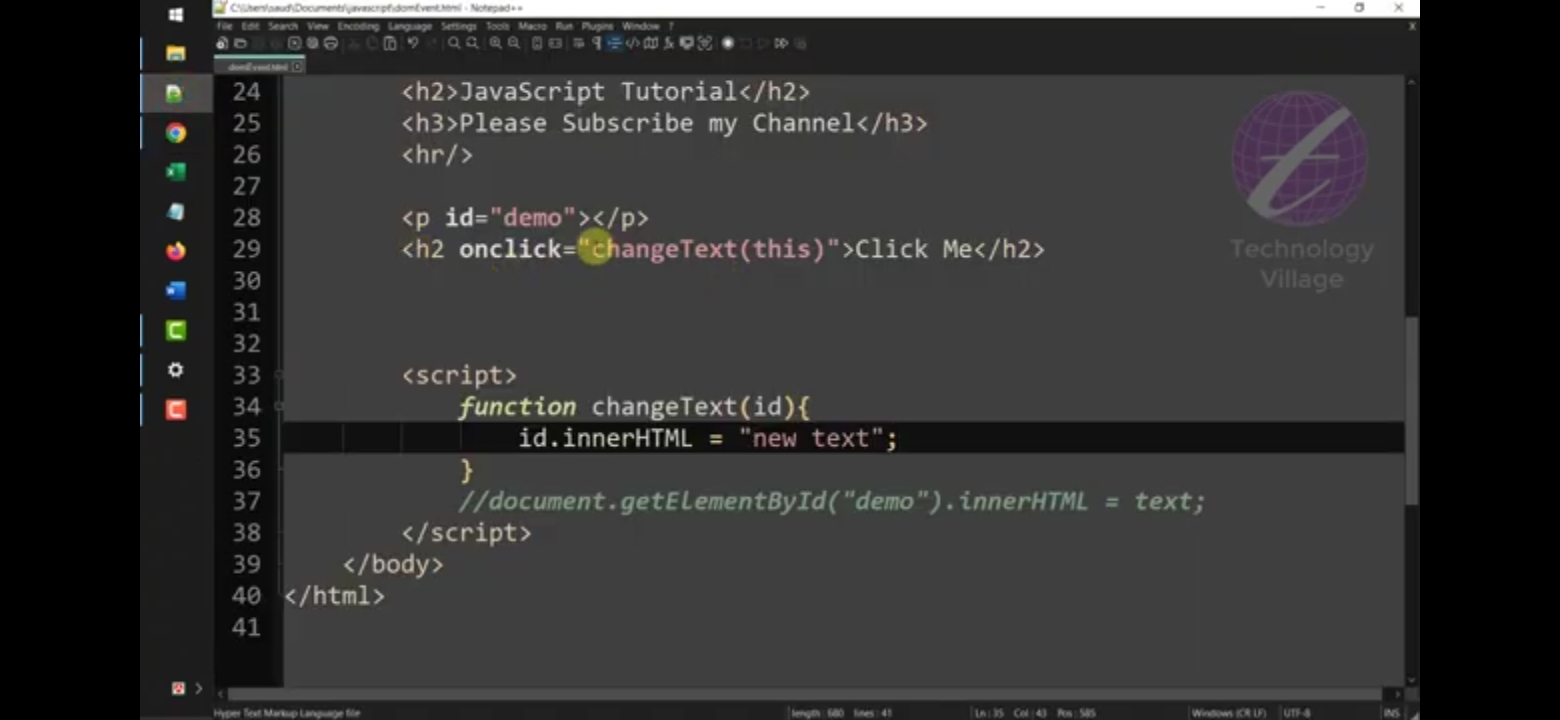 C:\Users\saud\Documents\javascript\domEvent.html - Notepad++
File Edit Search View Encoding Language Settings Tools Macro Run Plugins Window ?
domEvent.html
24 <h2>JavaScript Tutorial</h2>
25 <h3>Please Subscribe my Channel</h3>
26 <hr/>
27
28 <p id="demo"></p>
29 <h2 onclick="changeText(this)">Click Me</h2>
30
31
32
33 <script>
34 function changeText(id){
35 id.innerHTML = "new text";
36 }
37 //document.getElementById("demo").innerHTML = text;
38 </script>
39 </body>
40 </html>
41
Technology
Village
Hyper Text Markup Language file length : 680 lines : 41 Ln : 35 Col : 43 Pos : 585 Windows (CR LF) UTF-8 INS